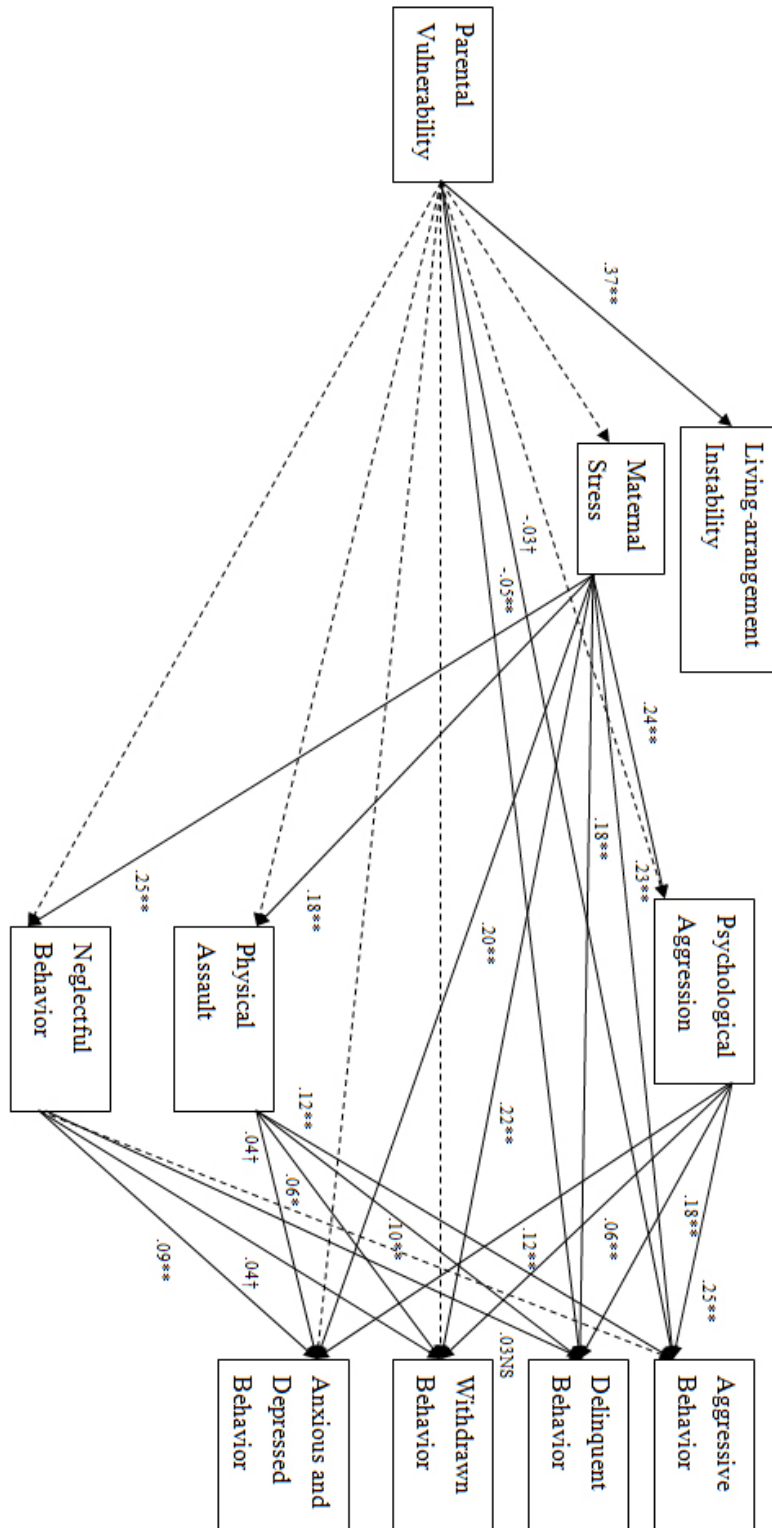 Parental
Vulnerability
.37**
Living-arrangement
Instability
Maternal
Stress
-.03†
-.05**
.24**
.18**
.23**
.25**
.18**
.20**
.22**
Psychological
Aggression
Physical
Assault
Neglectful
Behavior
.18**
.25**
.06**
.12**
.12**
.10**
.06*
.04†
.03NS
.04†
.09**
Aggressive
Behavior
Delinquent
Behavior
Withdrawn
Behavior
Anxious and
Depressed
Behavior